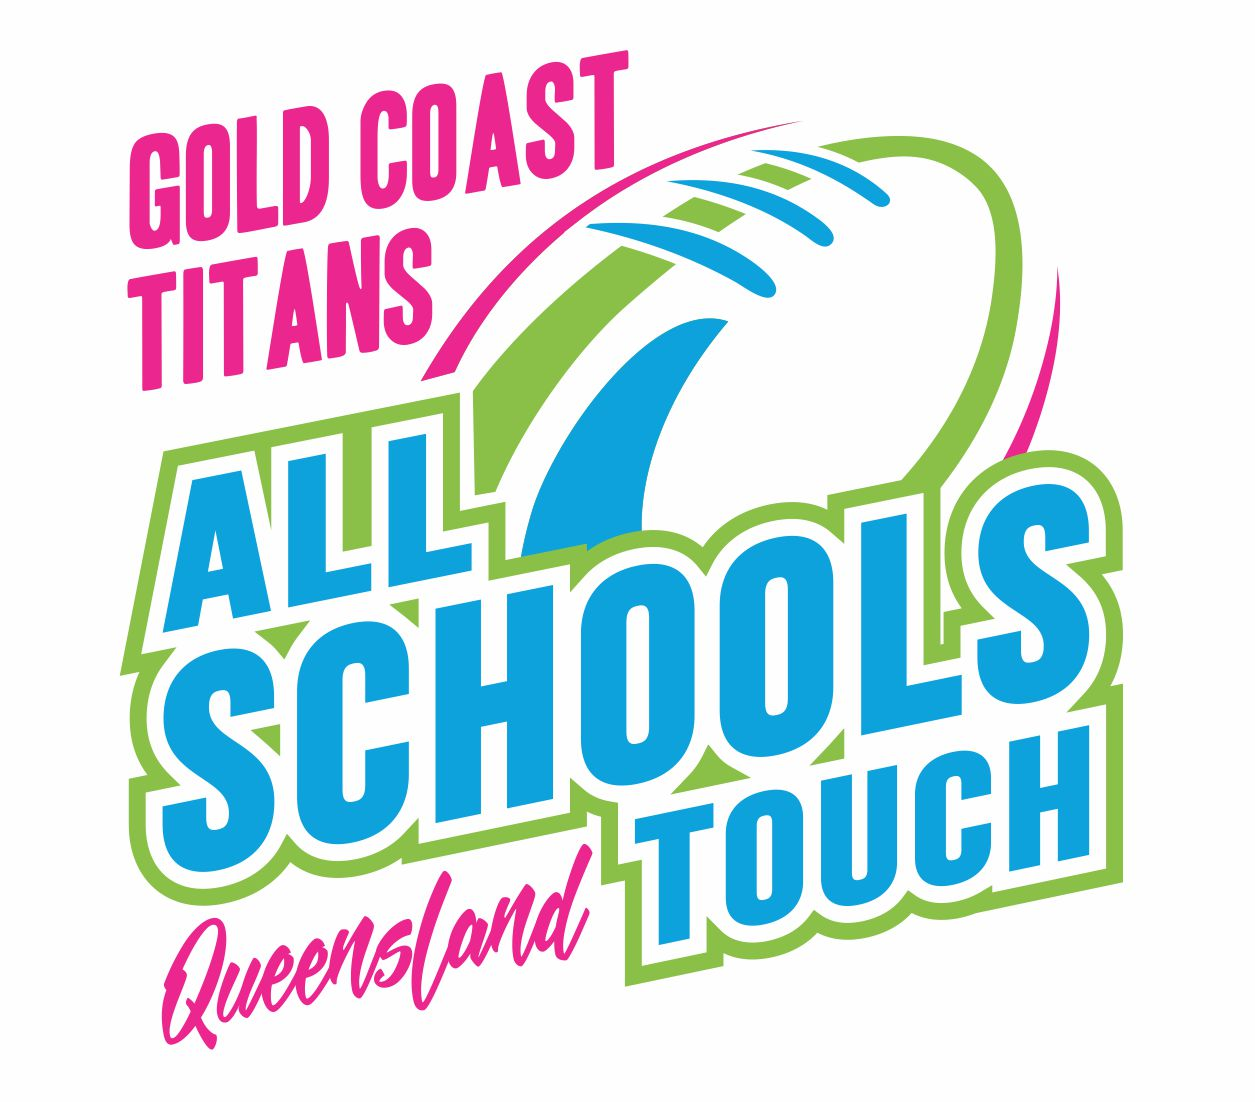 GOLD COAST
TITANS
ALL
SCHOOLS
TOUCH
Queensland